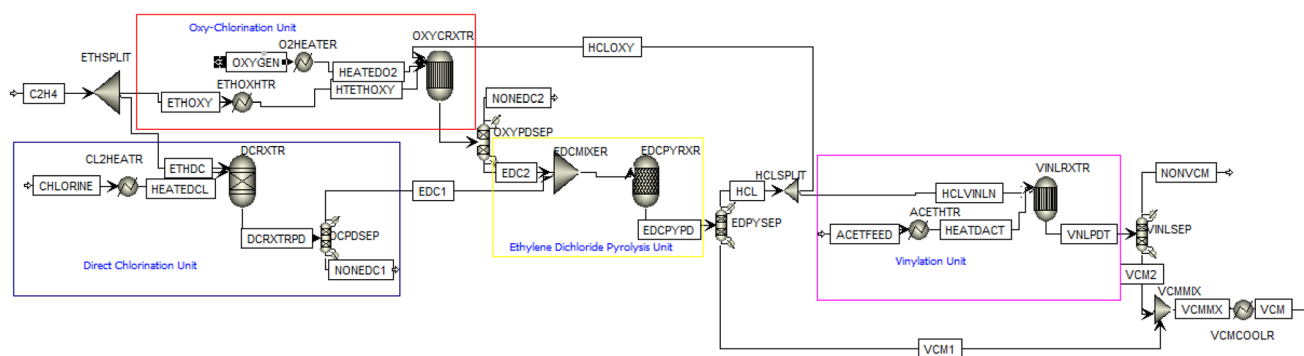 Oxy-Chlorination Unit
OXYCRXTR
HCLOXY
O2HEATER
OXYGEN
ETHSPLIT
HEATEDO2
ETHOXHTR
HTETHOXY
C2H4
ETHOXY
NONEDC2
OXYPDSEP
EDCMIXER
EDCPYRXR
CL2HEATR
DCRXTR
ETHDC
CHLORINE
HEATEDCL
EDC2
EDC1
HCL
HCLSPLIT
HCLVINLN
VINLRXTR
NONVCM
ACETHTR
DCRXTRPD
DCPDSEP
EDCPYPD
EDPYSEP
ACETFEED
HEATDACT
VNLPDT
VINLSEP
Ethylene Dichloride Pyrolysis Unit
Direct Chlorination Unit
NONEDC1
Vinylation Unit
VCM2
VCMMIX
VCMMX
VCM
VCMCOOLR
VCM1